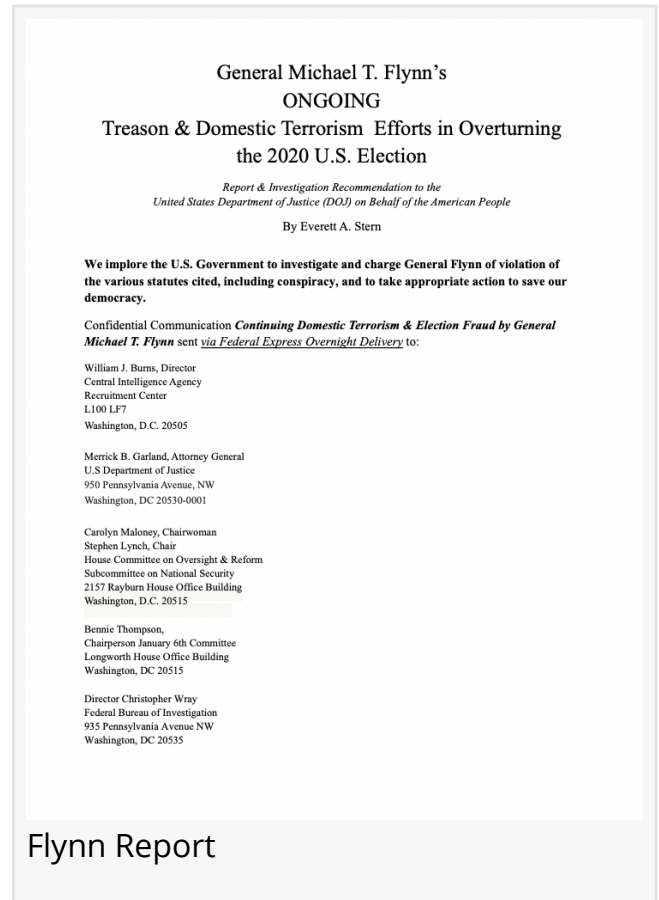 General Michael T. Flynn’s
ONGOING
Treason & Domestic Terrorism Efforts in Overturning
the 2020 U.S. Election
Report & Investigation Recommendation to the
United States Department of Justice (DOJ) on Behalf of the American People
By Everett A. Stern
We implore the U.S. Government to investigate and charge General Flynn of violation of
the various statutes cited, including conspiracy, and to take appropriate action to save our
democracy.
Confidential Communication Continuing Domestic Terrorism & Election Fraud by General
Michael T. Flynn sent via Federal Express Overnight Delivery to:
William J. Burns, Director
Central Intelligence Agency
Recruitment Center
L100 LF7
Washington, D.C. 20505
Merrick B. Garland, Attorney General
U.S Department of Justice
950 Pennsylvania Avenue, NW
Washington, DC 20530-0001
Carolyn Maloney, Chairwoman
Stephen Lynch, Chair
House Committee on Oversight & Reform
Subcommittee on National Security
2157 Rayburn House Office Building
Washington, D.C. 20515
Bennie Thompson,
Chairperson January 6th Committee
Longworth House Office Building
Washington, DC 20515
Director Christopher Wray
Federal Bureau of Investigation
935 Pennsylvania Avenue NW
Washington, DC 20535
Flynn Report